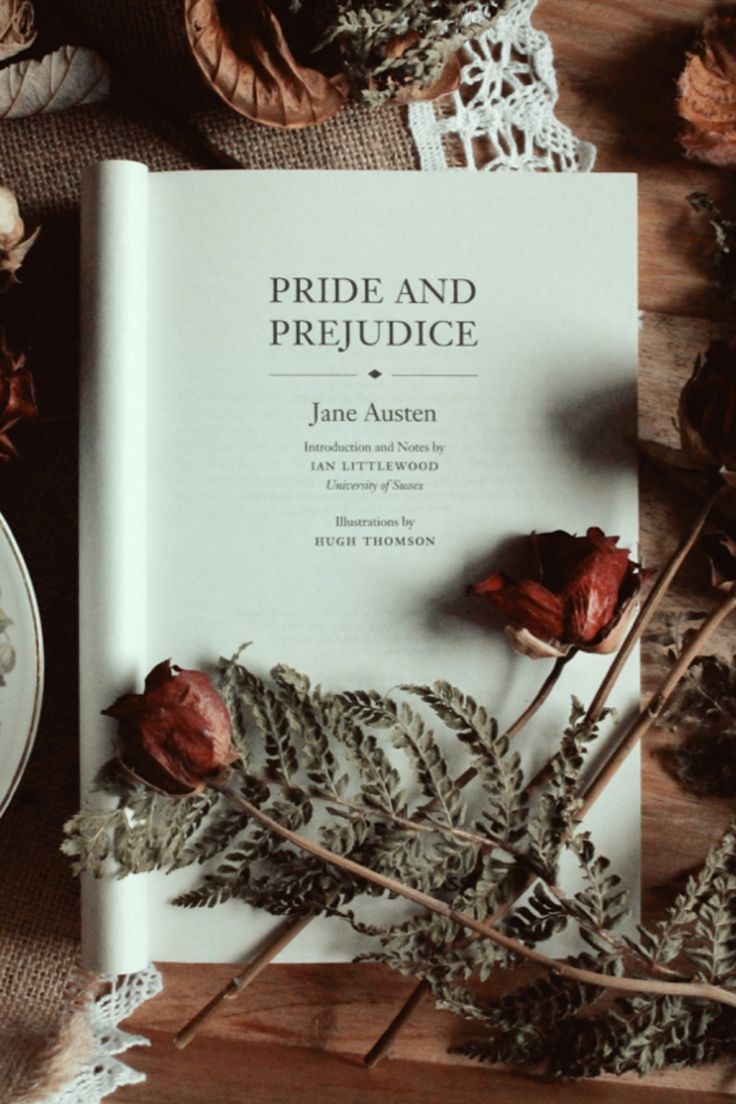 PRIDE AND
PREJUDICE
Jane Austen
Introduction and Notes by
IAN LITTLEWOOD
University of Sussex
Illustrations by
HUGH THOMSON